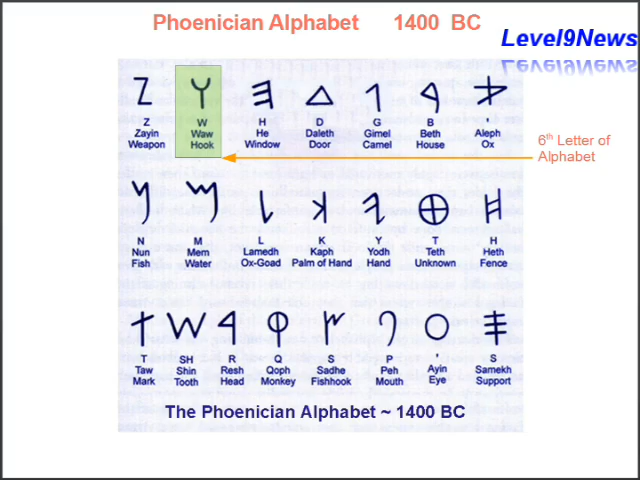 Phoenician Alphabet 1400 BC
Level9News
Z W H D G B '
Zayin Waw He Daleth Gimel Beth Aleph
Weapon Hook Window Door Camel House Ox
6th Letter of
Alphabet
N M L K Y T H
Nun Mem Lamedh Kaph Yodh Teth Heth
Fish Water Ox-Goad Palm of Hand Hand Unknown Fence
T SH R Q S P ' S
Taw Shin Resh Qoph Sadhe Peh Ayin Samekh
Mark Tooth Head Monkey Fishhook Mouth Eye Support
The Phoenician Alphabet ~ 1400 BC